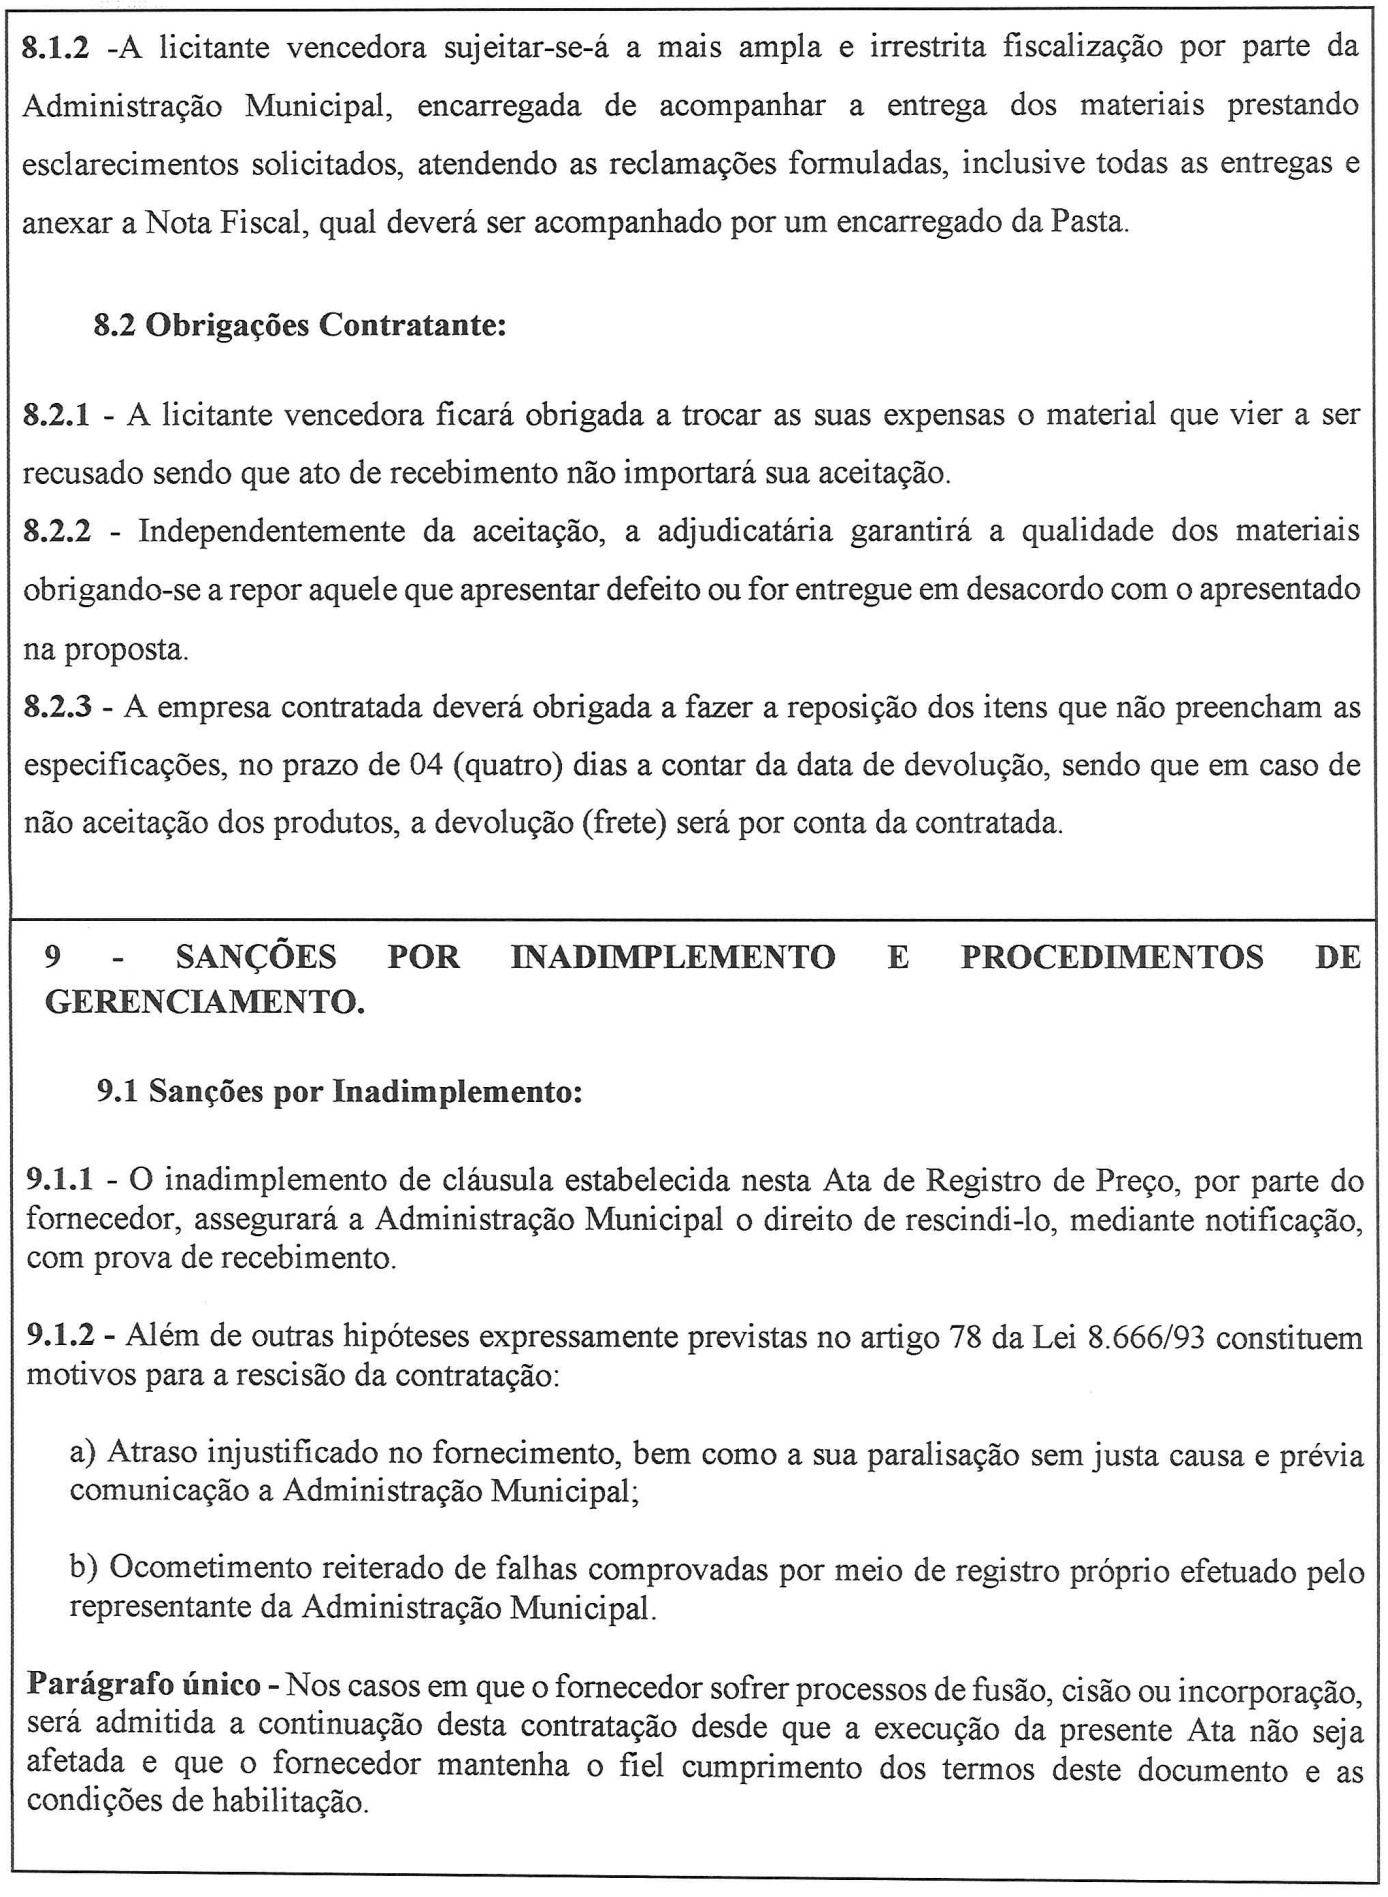 8.1.2 -A licitante vencedora sujeitar-se-á a mais ampla e irrestrita fiscalização por parte da
Administração Municipal, encarregada de acompanhar a entrega dos materiais prestando
esclarecimentos solicitados, atendendo as reclamações formuladas, inclusive todas as entregas e
anexar a Nota Fiscal, qual deverá ser acompanhado por um encarregado da Pasta.
8.2 Obrigações Contratante:
8.2.1 - A licitante vencedora ficará obrigada a trocar as suas expensas o material que vier a ser
recusado sendo que ato de recebimento não importará sua aceitação.
8.2.2 - Independentemente da aceitação, a adjudicatária garantirá a qualidade dos materiais
obrigando-se a repor aquele que apresentar defeito ou for entregue em desacordo com o apresentado
na proposta.
8.2.3 - A empresa contratada deverá obrigada a fazer a reposição dos itens que não preencham as
especificações, no prazo de 04 (quatro) dias a contar da data de devolução, sendo que em caso de
não aceitação dos produtos, a devolução (frete) será por conta da contratada.
9 - SANÇÕES POR INADIMPLEMENTO E PROCEDIMENTOS DE
GERENCIAMENTO.
9.1 Sanções por Inadimplemento:
9.1.1 - O inadimplemento de cláusula estabelecida nesta Ata de Registro de Preço, por parte do
fornecedor, assegurará a Administração Municipal o direito de rescindi-lo, mediante notificação,
com prova de recebimento.
9.1.2 - Além de outras hipóteses expressamente previstas no artigo 78 da Lei 8.666/93 constituem
motivos para a rescisão da contratação:
a) Atraso injustificado no fornecimento, bem como a sua paralisação sem justa causa e prévia
comunicação a Administração Municipal;
b) Ocometimento reiterado de falhas comprovadas por meio de registro próprio efetuado pelo
representante da Administração Municipal.
Parágrafo único - Nos casos em que o fornecedor sofrer processos de fusão, cisão ou incorporação,
será admitida a continuação desta contratação desde que a execução da presente Ata não seja
afetada e que o fornecedor mantenha o fiel cumprimento dos termos deste documento e as
condições de habilitação.